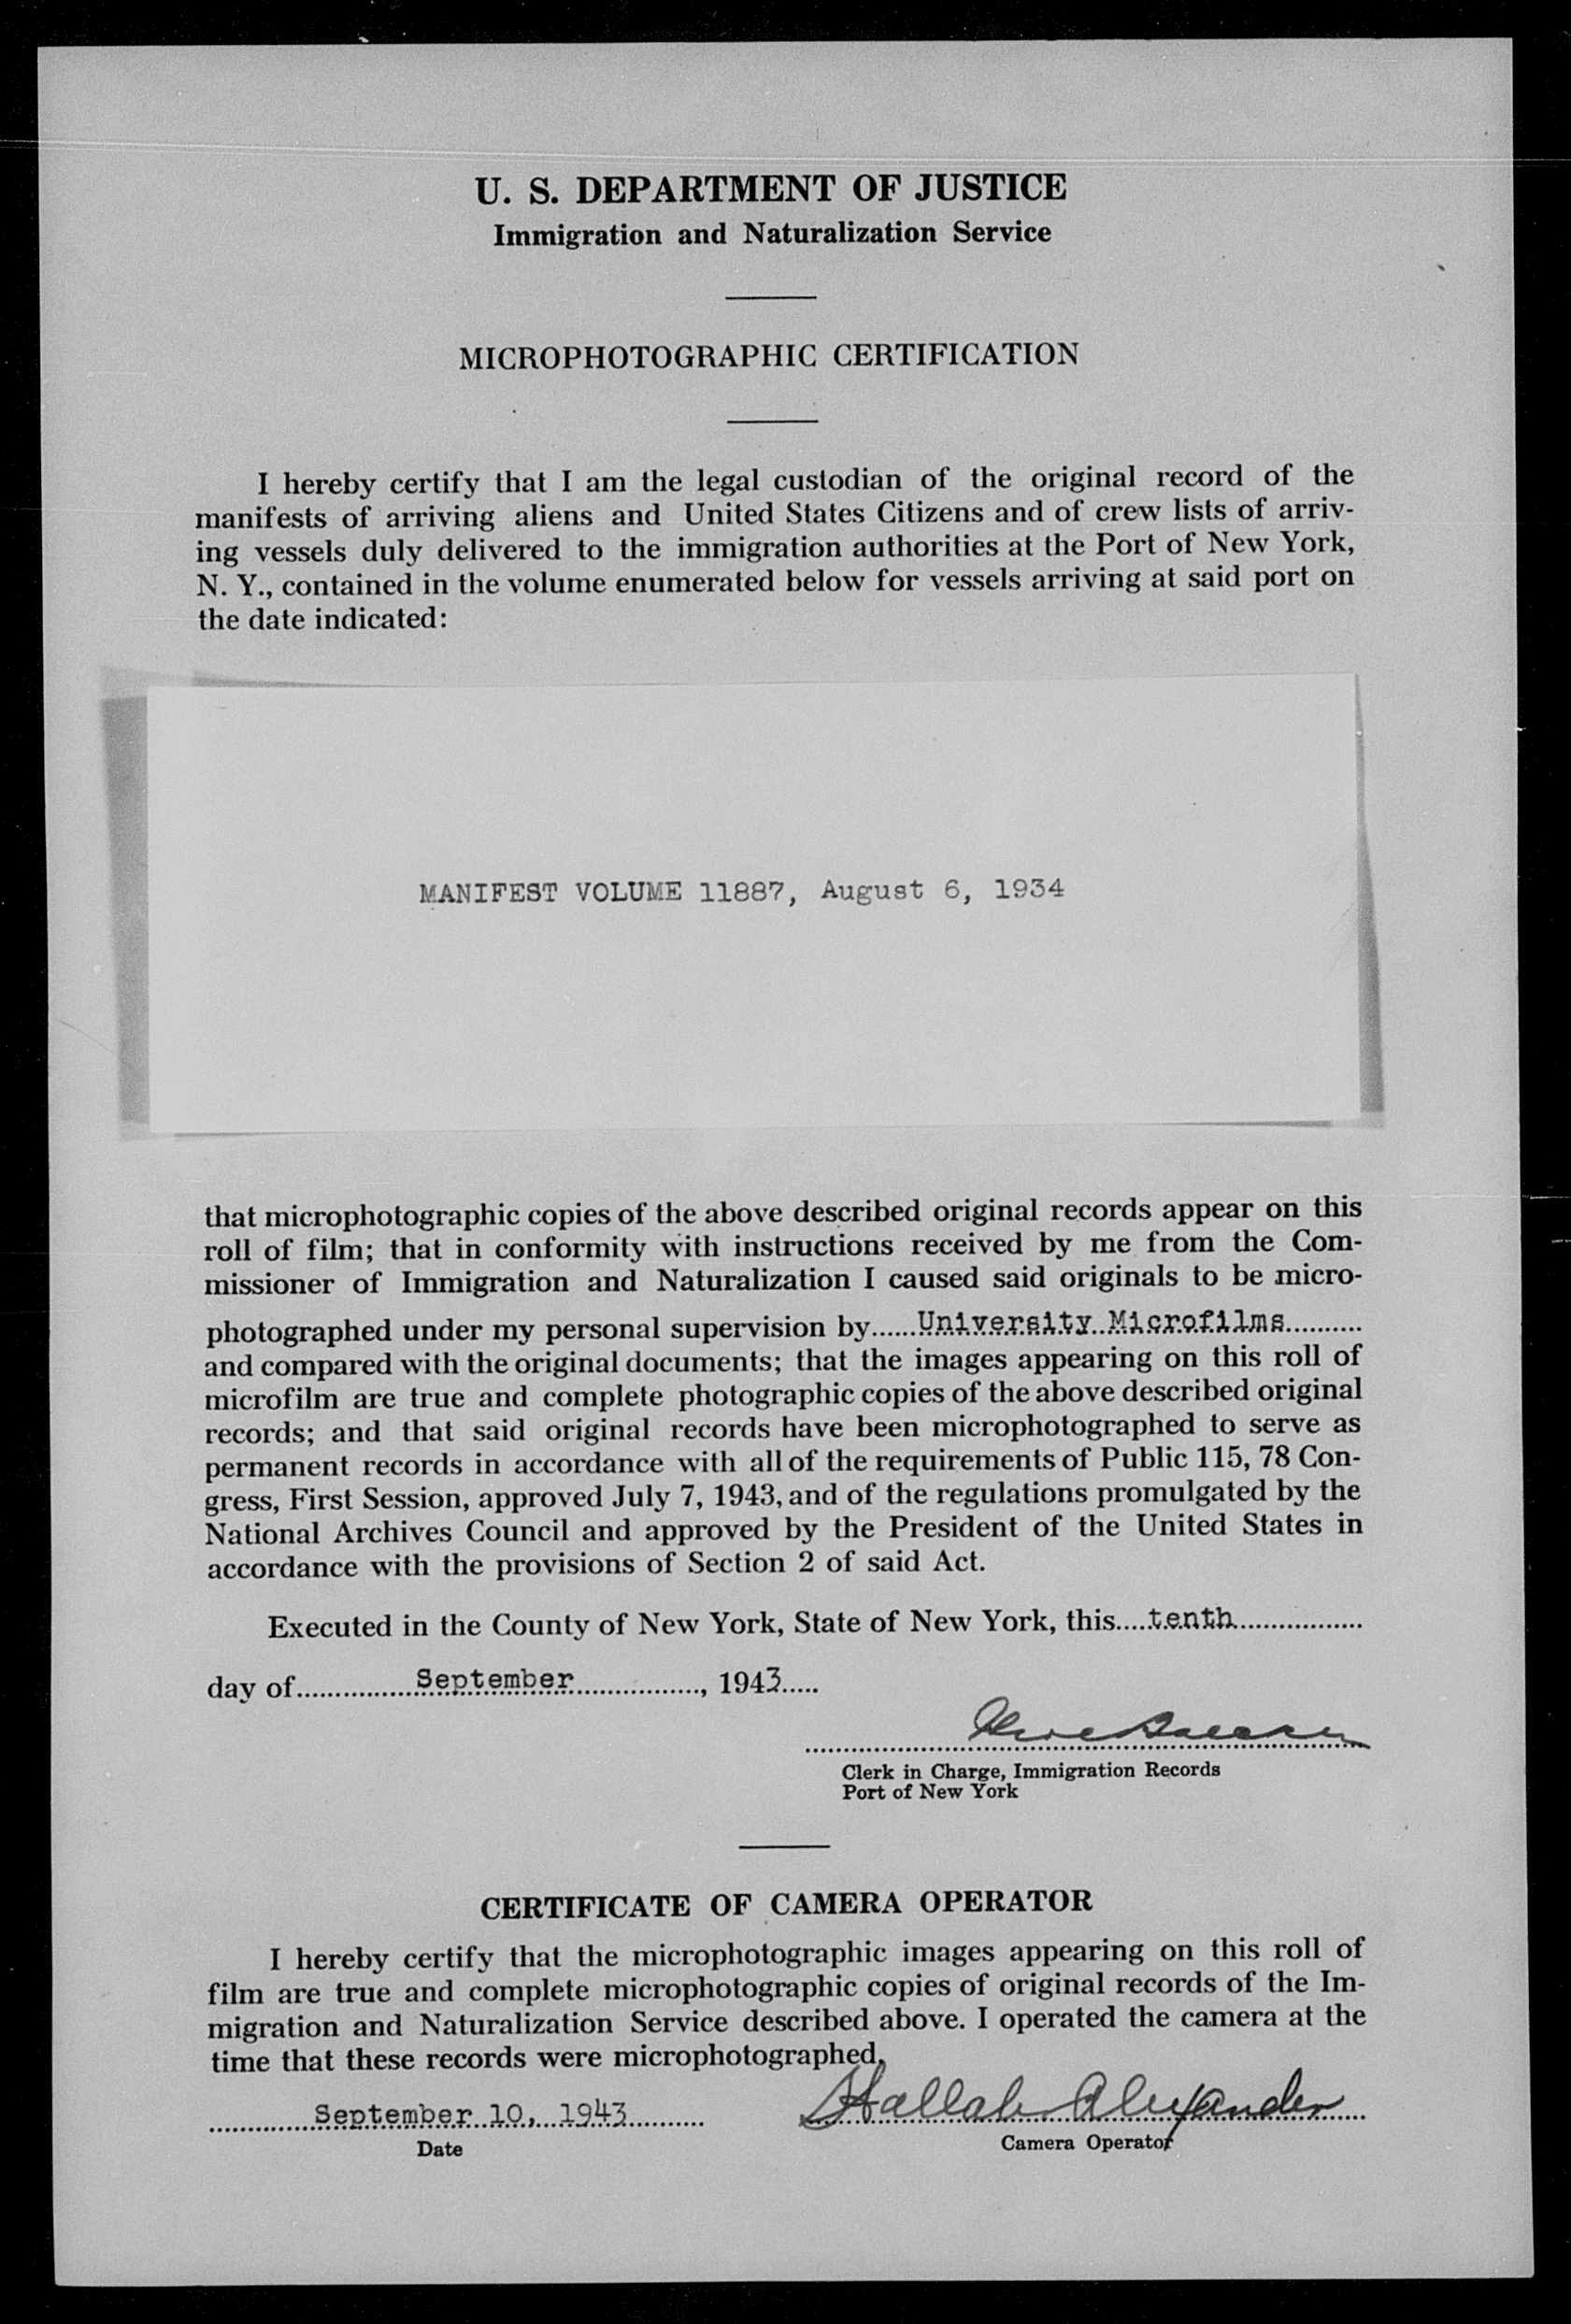 U. S. DEPARTMENT OF JUSTICE
Immigration and Naturalization Service
MICROPHOTOGRAPHIC CERTIFICATION
I hereby certify that I am the legal custodian of the original record of the
manifests of arriving aliens and United States Citizens and of crew lists of arriv-
ing vessels duly delivered to the immigration authorities at the Port of New York,
N. Y., contained in the volume enumerated below for vessels arriving at said port on
the date indicated:
MANIFEST VOLUME 11887, August 6, 1934
that microphotographic copies of the above described original records appear on this
roll of film; that in conformity with instructions received by me from the Com-
missioner of Immigration and Naturalization I caused said originals to be micro-
photographed under my personal supervision by......University Microfilms..........
and compared with the original documents; that the images appearing on this roll of
microfilm are true and complete photographic copies of the above described original
records; and that said original records have been microphotographed to serve as
permanent records in accordance with all of the requirements of Public 115, 78 Con-
gress, First Session, approved July 7, 1943, and of the regulations promulgated by the
National Archives Council and approved by the President of the United States in
accordance with the provisions of Section 2 of said Act.
Executed in the County of New York, State of New York, this.....tenth.................
day of................September................., 1943.....
Clerk in Charge, Immigration Records
Port of New York
CERTIFICATE OF CAMERA OPERATOR
I hereby certify that the microphotographic images appearing on this roll of
film are true and complete microphotographic copies of original records of the Im-
migration and Naturalization Service described above. I operated the camera at the
time that these records were microphotographed.
September 10, 1943 Alexander
Date Camera Operator